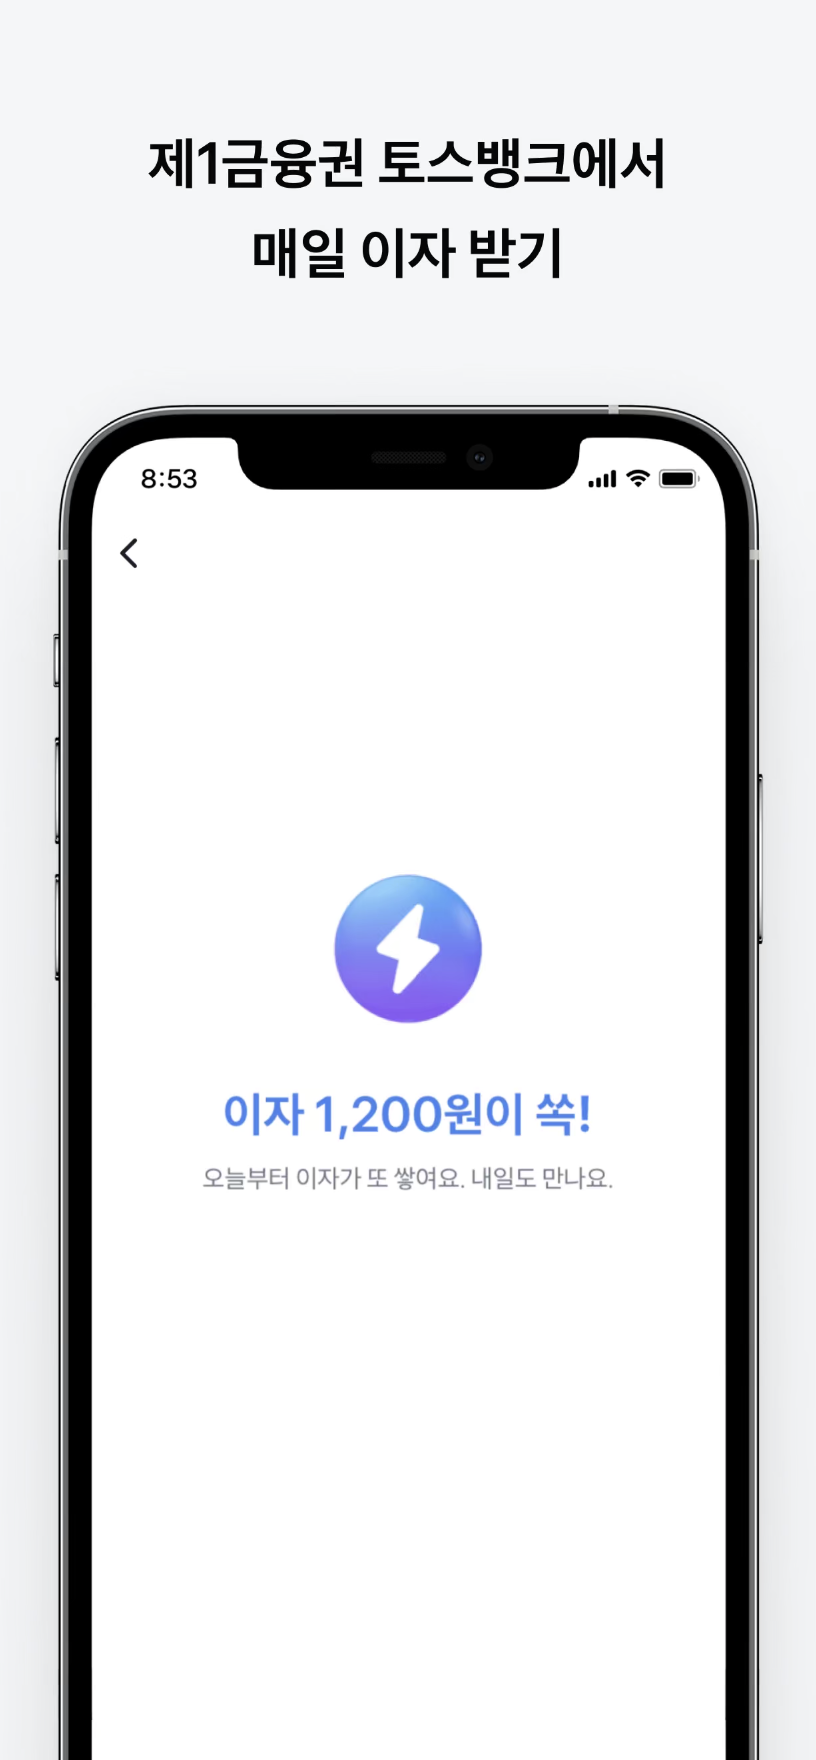 제1금융권 토스뱅크에서
매일 이자 받기
8:53
이자 1,200원이 쏙!
오늘부터 이자가 또 쌓여요. 내일도 만나요.